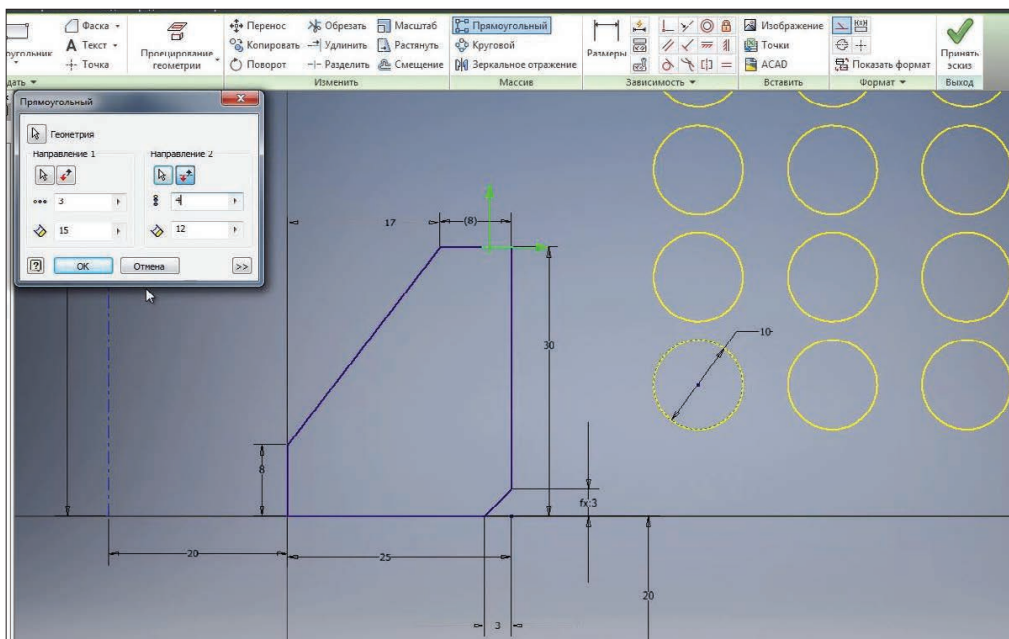 Фаска
Текст
Точка
Проецирование
геометрии
Перенос
Копировать
Поворот
Обрезать
Удлинить
Разделить
Масштаб
Растянуть
Смещение
Изменить
Прямоугольный
Круговой
Зеркальное отражение
Массив
Размеры
Зависимость
Изображение
Точки
ACAD
Вставить
Показать формат
Формат
Принять
эскиз
Выход
Прямоугольный
Геометрия
Направление 1
Направление 2
3
4
15
12
?
OK
Отмена
>>
17
(8)
30
10
8
fx:3
20
25
20
3